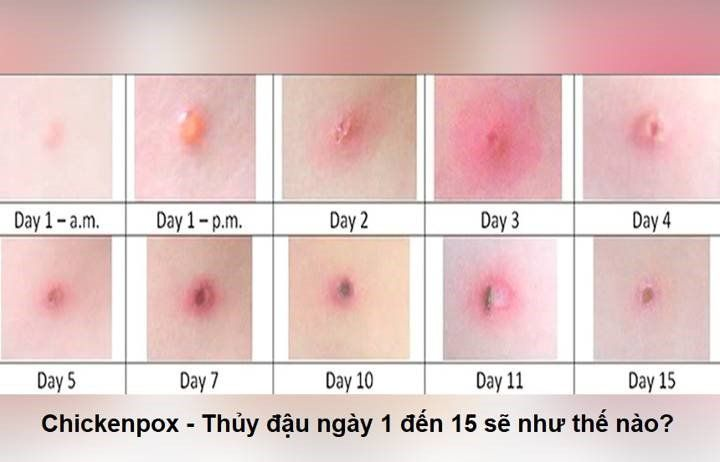 Day 1 – a.m.
Day 1 – p.m.
Day 2
Day 3
Day 4
Day 5
Day 7
Day 10
Day 11
Day 15
Chickenpox - Thủy đậu ngày 1 đến 15 sẽ như thế nào?